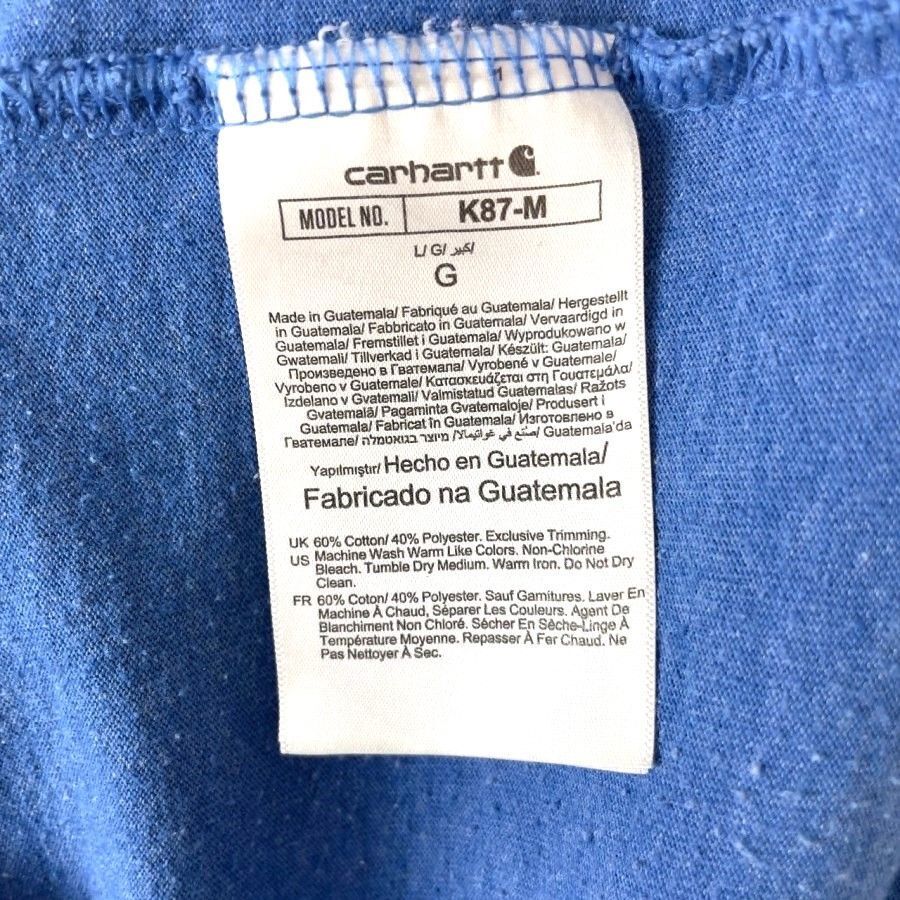 1
carhartt
MODEL NO. K87-M
L/ G/ كبير/
G
Made in Guatemala/ Fabriqué au Guatemala/ Hergestellt
in Guatemala/ Fabbricato in Guatemala/ Vervaardigd in
Guatemala/ Fremstillet i Guatemala/ Wyprodukowano w
Gwatemali/ Tillverkad i Guatemala/ Készült: Guatemala/
Произведено в Гватемала/ Vyrobené v Guatemale/
Vyrobeno v Guatemale/ Κατασκευάζεται στη Γουατεμάλα/
Izdelano v Gvatemali/ Valmistatud Guatemalas/ Ražots
Gvatemalā/ Pagaminta Gvatemaloje/ Produsert i
Guatemala/ Fabricat în Guatemala/ Изготовлено в
Гватемале/ מיוצר בגואטמלה/ صنع في غواتيمالا/ Guatemala'da
Yapılmıştır/ Hecho en Guatemala/
Fabricado na Guatemala
UK 60% Cotton/ 40% Polyester. Exclusive Trimming.
US Machine Wash Warm Like Colors. Non-Chlorine
Bleach. Tumble Dry Medium. Warm Iron. Do Not Dry
Clean.
FR 60% Coton/ 40% Polyester. Sauf Garnitures. Laver En
Machine À Chaud, Séparer Les Couleurs. Agent De
Blanchiment Non Chloré. Sécher En Sèche-Linge À
Température Moyenne. Repasser À Fer Chaud. Ne
Pas Nettoyer À Sec.